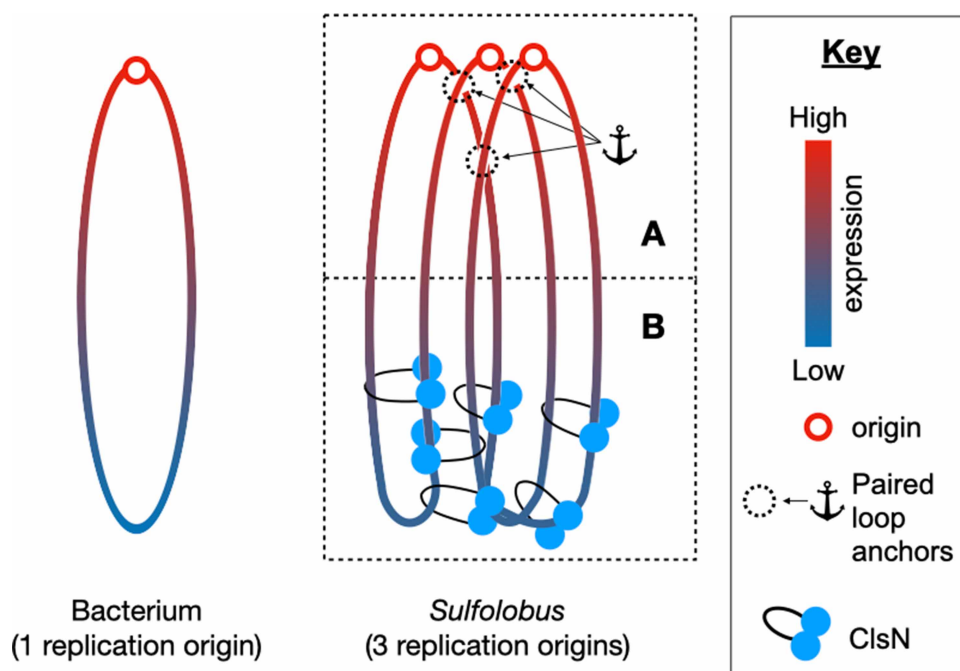 A
B
Bacterium
(1 replication origin)
Sulfolobus
(3 replication origins)
Key
High
expression
Low
origin
Paired
loop
anchors
ClsN